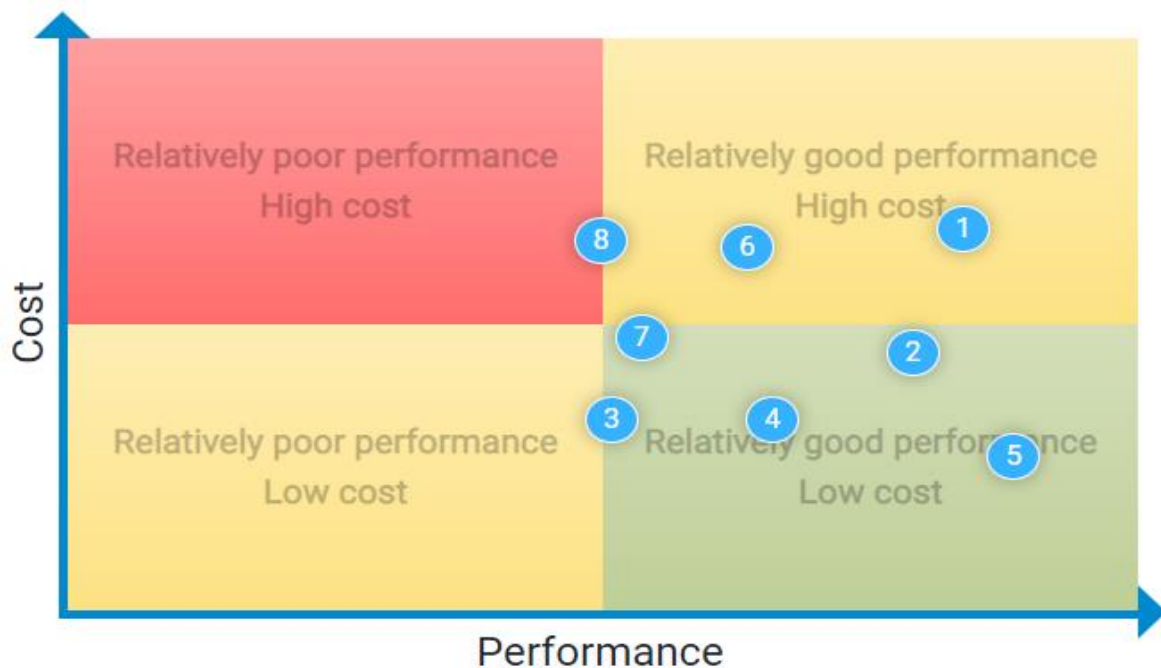 Relatively poor performance
High cost
Relatively good performance
High cost
1
8
6
Cost
7
2
3
4
Relatively poor performance
Low cost
Relatively good performance
Low cost
5
Performance